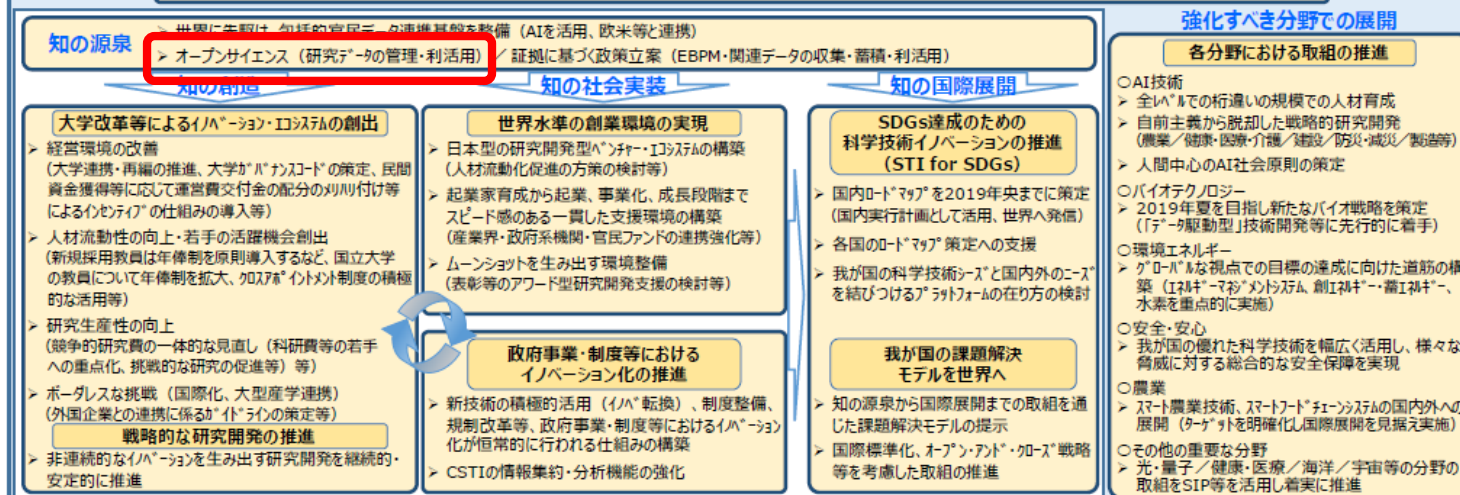 知の源泉
➢ 世界に先駆け、包括的官民データ連携基盤を整備（AIを活用、欧米等と連携）
➢ オープンサイエンス（研究ﾃﾞｰﾀの管理・利活用）／証拠に基づく政策立案（EBPM・関連データの収集・蓄積・利活用）
知の創造
大学改革等によるｲﾉﾍﾞｰｼｮﾝ・ｴｺｼｽﾃﾑの創出
➢ 経営環境の改善
（大学連携・再編の推進、大学ｶﾞﾊﾞﾅﾝｽｺｰﾄﾞの策定、民間
資金獲得等に応じて運営費交付金の配分のﾒﾘﾊﾘ付け等
によるｲﾝｾﾝﾃｨﾌﾞの仕組みの導入等）
➢ 人材流動性の向上・若手の活躍機会創出
（新規採用教員は年俸制を原則導入するなど、国立大学
の教員について年俸制を拡大、ｸﾛｽｱﾎﾟｲﾝﾄﾒﾝﾄ制度の積極
的な活用等）
➢ 研究生産性の向上
（競争的研究費の一体的な見直し（科研費等の若手
への重点化、挑戦的な研究の促進等）等）
➢ ボーダレスな挑戦（国際化、大型産学連携）
（外国企業との連携に係るｶﾞｲﾄﾞﾗｲﾝの策定等）
戦略的な研究開発の推進
➢ 非連続的なｲﾉﾍﾞｰｼｮﾝを生み出す研究開発を継続的・
安定的に推進
知の社会実装
世界水準の創業環境の実現
➢ 日本型の研究開発型ﾍﾞﾝﾁｬｰ・ｴｺｼｽﾃﾑの構築
（人材流動化促進の方策の検討等）
➢ 起業家育成から起業、事業化、成長段階まで
スピード感のある一貫した支援環境の構築
（産業界・政府系機関・官民ファンドの連携強化等）
➢ ムーンショットを生み出す環境整備
（表彰等のアワード型研究開発支援の検討等）
政府事業・制度等における
イノベーション化の推進
➢ 新技術の積極的活用（ｲﾉﾍﾞ転換）、制度整備、
規制改革等、政府事業・制度等におけるｲﾉﾍﾞｰｼｮﾝ
化が恒常的に行われる仕組みの構築
➢ CSTIの情報集約・分析機能の強化
知の国際展開
SDGs達成のための
科学技術イノベーションの推進
（STI for SDGs）
➢ 国内ﾛｰﾄﾞﾏｯﾌﾟを2019年央までに策定
（国内実行計画として活用、世界へ発信）
➢ 各国のﾛｰﾄﾞﾏｯﾌﾟ策定への支援
➢ 我が国の科学技術ｼｰｽﾞと国内外のﾆｰｽﾞ
を結びつけるﾌﾟﾗｯﾄﾌｫｰﾑの在り方の検討
我が国の課題解決
モデルを世界へ
➢ 知の源泉から国際展開までの取組を通
じた課題解決モデルの提示
➢ 国際標準化、ｵｰﾌﾟﾝ・ｱﾝﾄﾞ・ｸﾛｰｽﾞ戦略
等を考慮した取組の推進
強化すべき分野での展開
各分野における取組の推進
○AI技術
➢ 全ﾚﾍﾞﾙでの桁違いの規模での人材育成
➢ 自前主義から脱却した戦略的研究開発
（農業／健康・医療・介護／建設／防災・減災／製造等）
➢ 人間中心のAI社会原則の策定
○バイオテクノロジー
➢ 2019年夏を目指し新たなバイオ戦略を策定
（「ﾃﾞｰﾀ駆動型」技術開発等に先行的に着手）
○環境エネルギー
➢ ｸﾞﾛｰﾊﾞﾙな視点での目標の達成に向けた道筋の構
築（ｴﾈﾙｷﾞｰﾏﾈｼﾞﾒﾝﾄｼｽﾃﾑ、創ｴﾈﾙｷﾞｰ・蓄ｴﾈﾙｷﾞｰ、
水素を重点的に実施）
○安全・安心
➢ 我が国の優れた科学技術を幅広く活用し、様々な
脅威に対する総合的な安全保障を実現
○農業
➢ ｽﾏｰﾄ農業技術、ｽﾏｰﾄﾌｰﾄﾞﾁｪｰﾝｼｽﾃﾑの国内外への
展開（ﾀｰｹﾞｯﾄを明確化し国際展開を見据え実施）
○その他の重要な分野
➢ 光・量子／健康・医療／海洋／宇宙等の分野の
取組をSIP等を活用し着実に推進